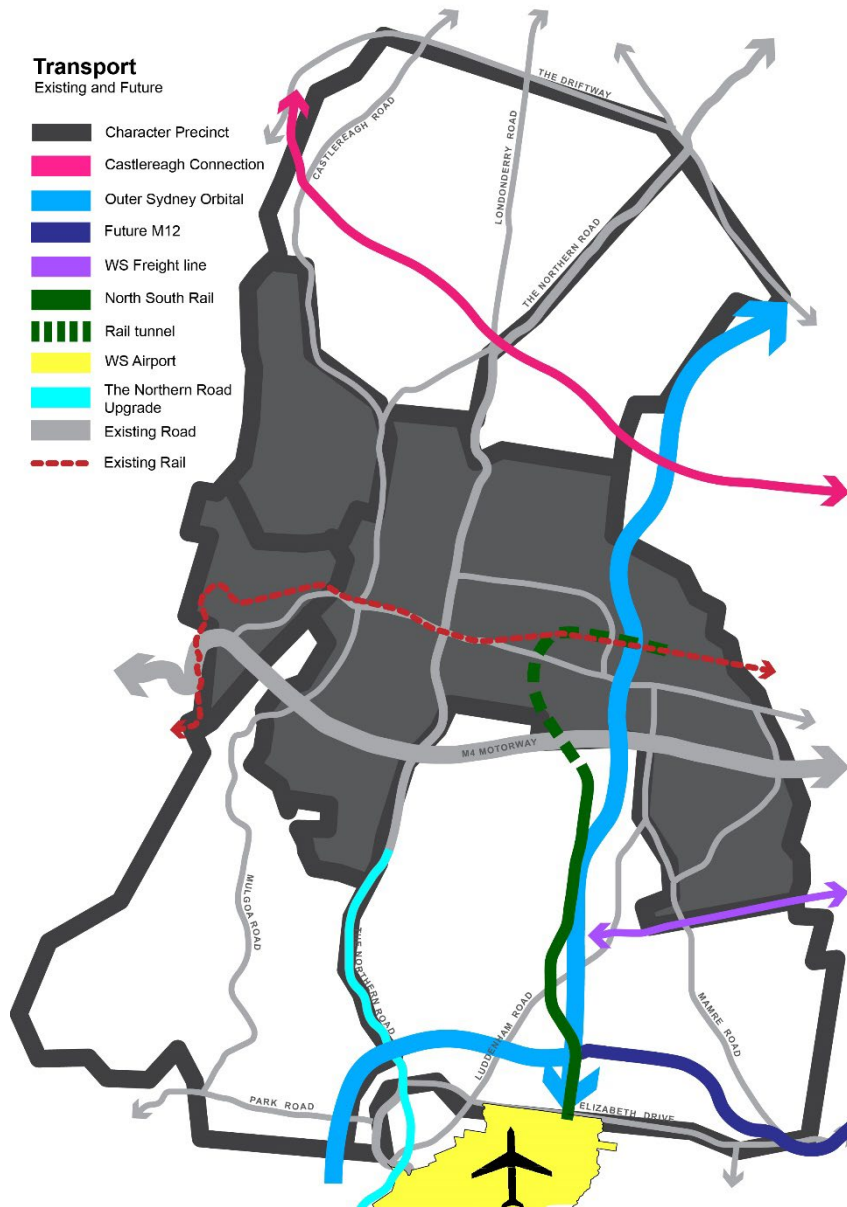 Transport
Existing and Future
Character Precinct
Castlereagh Connection
Outer Sydney Orbital
Future M12
WS Freight line
North South Rail
Rail tunnel
WS Airport
The Northern Road
Upgrade
Existing Road
Existing Rail
THE DRIFTWAY
CASTLEREAGH ROAD
LONDONDERRY ROAD
THE NORTHERN ROAD
M4 MOTORWAY
MULGOA ROAD
THE NORTHERN ROAD
LUDDENHAM ROAD
MAMRE ROAD
PARK ROAD
ELIZABETH DRIVE